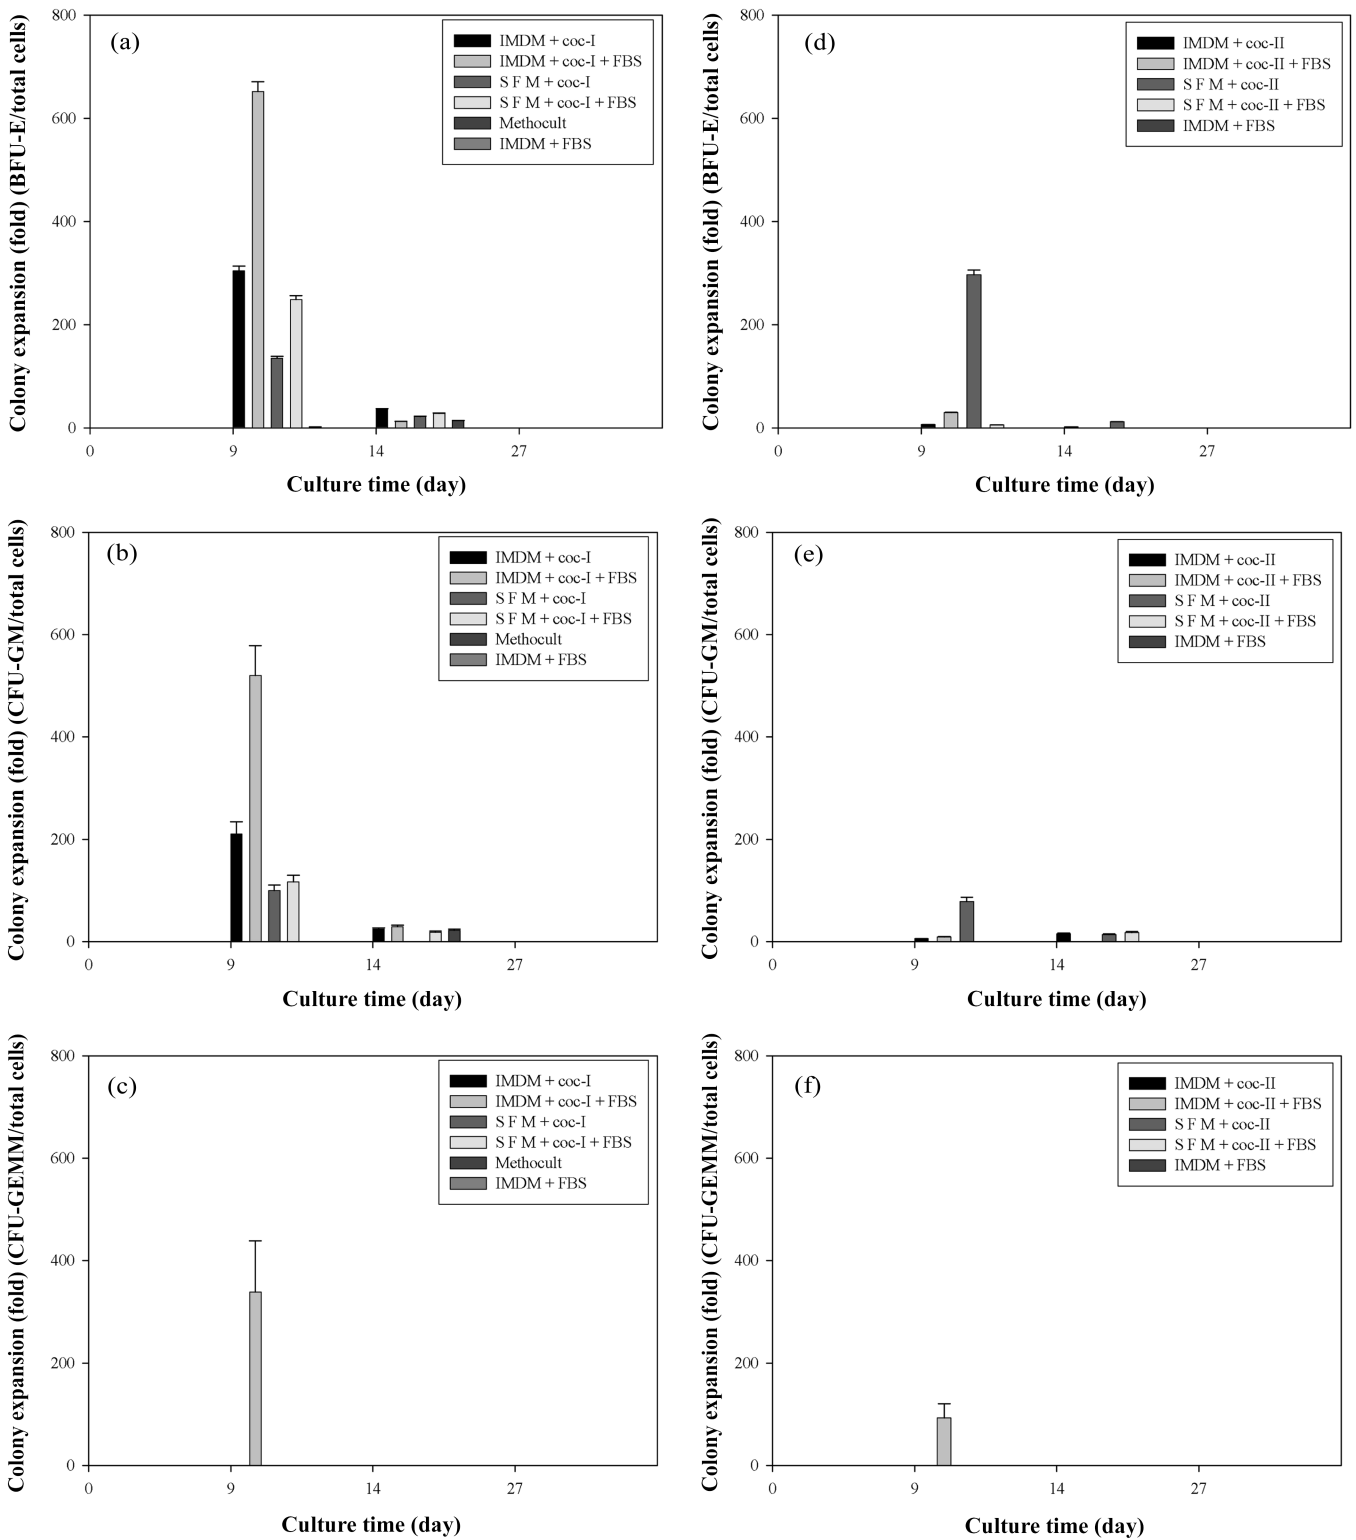 (a)
Colony expansion (fold) (BFU-E/total cells)
800
600
400
200
0
IMDM + coc-I
IMDM + coc-I + FBS
S F M + coc-I
S F M + coc-I + FBS
Methocult
IMDM + FBS
0 9 14 27
Culture time (day)
(d)
Colony expansion (fold) (BFU-E/total cells)
800
600
400
200
0
IMDM + coc-II
IMDM + coc-II + FBS
S F M + coc-II
S F M + coc-II + FBS
IMDM + FBS
0 9 14 27
Culture time (day)
(b)
Colony expansion (fold) (CFU-GM/total cells)
800
600
400
200
0
IMDM + coc-I
IMDM + coc-I + FBS
S F M + coc-I
S F M + coc-I + FBS
Methocult
IMDM + FBS
0 9 14 27
Culture time (day)
(e)
Colony expansion (fold) (CFU-GM/total cells)
800
600
400
200
0
IMDM + coc-II
IMDM + coc-II + FBS
S F M + coc-II
S F M + coc-II + FBS
IMDM + FBS
0 9 14 27
Culture time (day)
(c)
Colony expansion (fold) (CFU-GEMM/total cells)
800
600
400
200
0
IMDM + coc-I
IMDM + coc-I + FBS
S F M + coc-I
S F M + coc-I + FBS
Methocult
IMDM + FBS
0 9 14 27
Culture time (day)
(f)
Colony expansion (fold) (CFU-GEMM/total cells)
800
600
400
200
0
IMDM + coc-II
IMDM + coc-II + FBS
S F M + coc-II
S F M + coc-II + FBS
IMDM + FBS
0 9 14 27
Culture time (day)